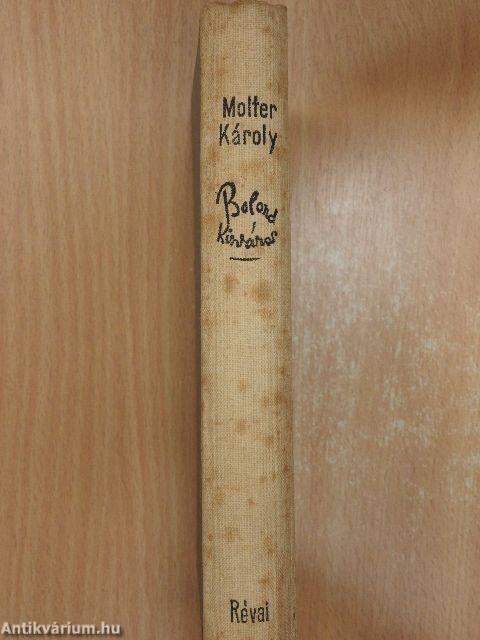 Molter
Károly
Bolond
Kisváros
Révai
Antikvárium.hu